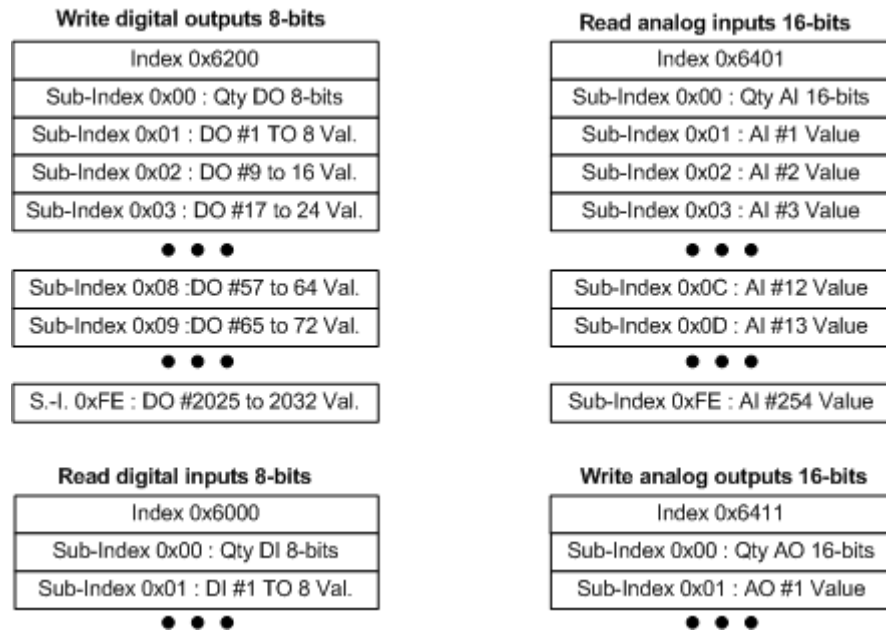 Write digital outputs 8-bits
Index 0x6200
Sub-Index 0x00 : Qty DO 8-bits
Sub-Index 0x01 : DO #1 TO 8 Val.
Sub-Index 0x02 : DO #9 to 16 Val.
Sub-Index 0x03 : DO #17 to 24 Val.
Sub-Index 0x08 :DO #57 to 64 Val.
Sub-Index 0x09 :DO #65 to 72 Val.
S.-I. 0xFE : DO #2025 to 2032 Val.
Read analog inputs 16-bits
Index 0x6401
Sub-Index 0x00 : Qty AI 16-bits
Sub-Index 0x01 : AI #1 Value
Sub-Index 0x02 : AI #2 Value
Sub-Index 0x03 : AI #3 Value
Sub-Index 0x0C : AI #12 Value
Sub-Index 0x0D : AI #13 Value
Sub-Index 0xFE : AI #254 Value
Read digital inputs 8-bits
Index 0x6000
Sub-Index 0x00 : Qty DI 8-bits
Sub-Index 0x01 : DI #1 TO 8 Val.
Write analog outputs 16-bits
Index 0x6411
Sub-Index 0x00 : Qty AO 16-bits
Sub-Index 0x01 : AO #1 Value